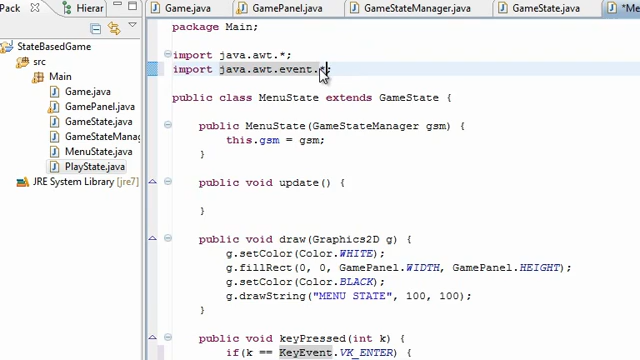 Pack
Hierar
Game.java
GamePanel.java
GameStateManager.java
GameState.java
StateBasedGame
src
Main
Game.java
GamePanel.java
GameState.java
GameStateManag
MenuState.java
PlayState.java
JRE System Library [jre7]
package Main;
import java.awt.*;
import java.awt.event.*;
public class MenuState extends GameState {
public MenuState(GameStateManager gsm) {
this.gsm = gsm;
}
public void update() {
}
public void draw(Graphics2D g) {
g.setColor(Color.WHITE);
g.fillRect(0, 0, GamePanel.WIDTH, GamePanel.HEIGHT);
g.setColor(Color.BLACK);
g.drawString("MENU STATE", 100, 100);
}
public void keyPressed(int k) {
if(k == KeyEvent.VK_ENTER) {